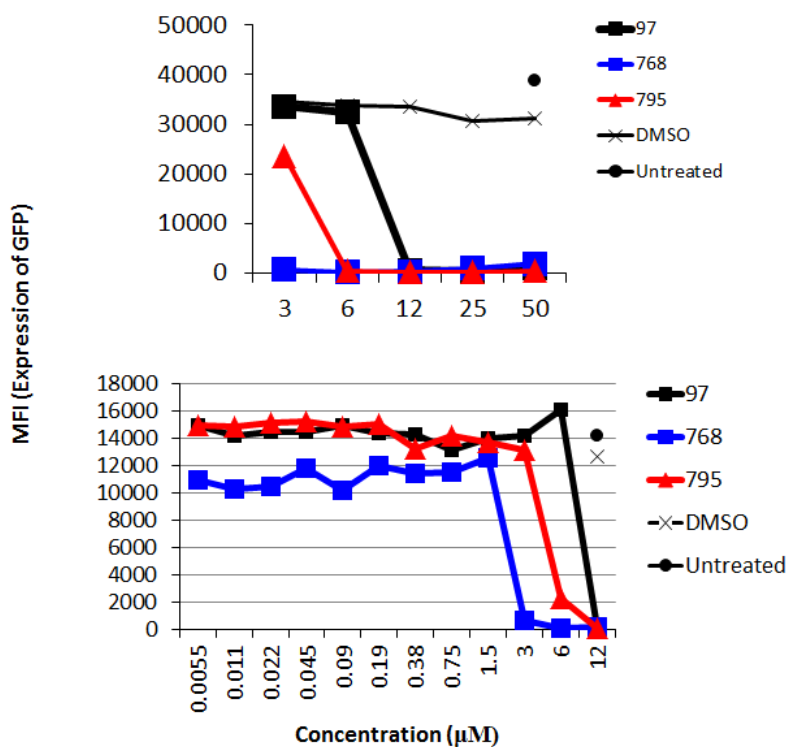 MFI (Expression of GFP)
50000
40000
30000
20000
10000
0
3 6 12 25 50
97
768
795
DMSO
Untreated
18000
16000
14000
12000
10000
8000
6000
4000
2000
0
0.0055 0.011 0.022 0.045 0.09 0.19 0.38 0.75 1.5 3 6 12
97
768
795
DMSO
Untreated
Concentration (μM)